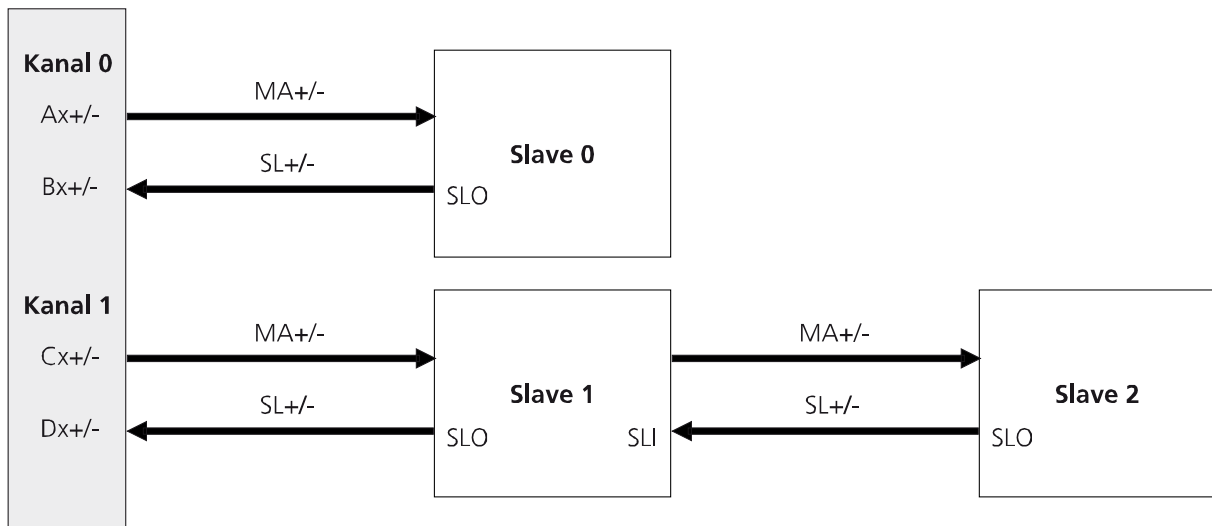 Kanal 0
Ax+/-
MA+/-
Bx+/-
SL+/-
Slave 0
SLO
Kanal 1
Cx+/-
MA+/-
Dx+/-
SL+/-
Slave 1
SLO
SLI
MA+/-
SL+/-
Slave 2
SLO